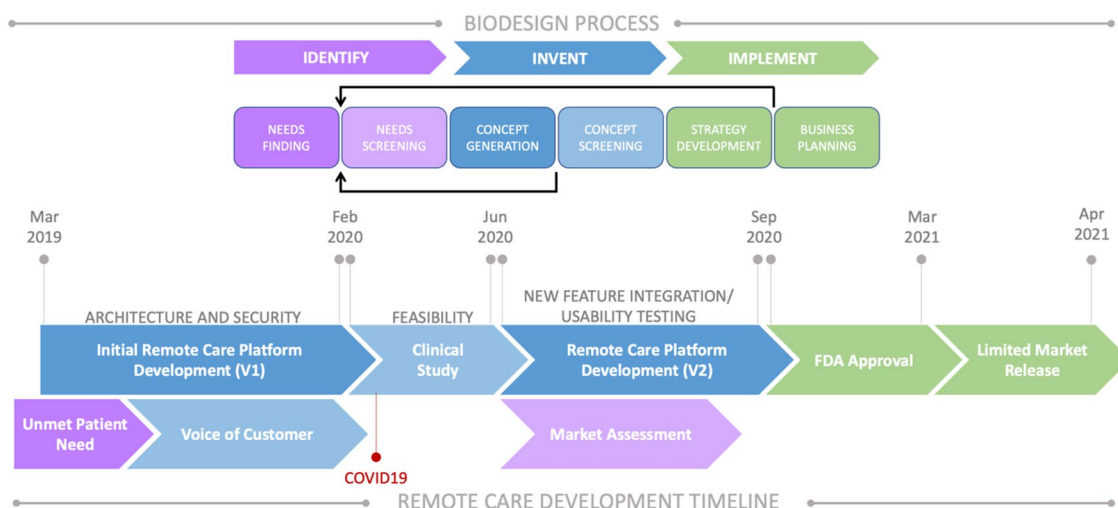 BIODESIGN PROCESS
IDENTIFY
INVENT
IMPLEMENT
NEEDS
FINDING
NEEDS
SCREENING
CONCEPT
GENERATION
CONCEPT
SCREENING
STRATEGY
DEVELOPMENT
BUSINESS
PLANNING
Mar
2019
Feb
2020
Jun
2020
Sep
2020
Mar
2021
Apr
2021
ARCHITECTURE AND SECURITY
FEASIBILITY
NEW FEATURE INTEGRATION/
USABILITY TESTING
Initial Remote Care Platform
Development (V1)
Clinical
Study
Remote Care Platform
Development (V2)
FDA Approval
Limited Market
Release
Unmet Patient
Need
Voice of Customer
Market Assessment
COVID19
REMOTE CARE DEVELOPMENT TIMELINE